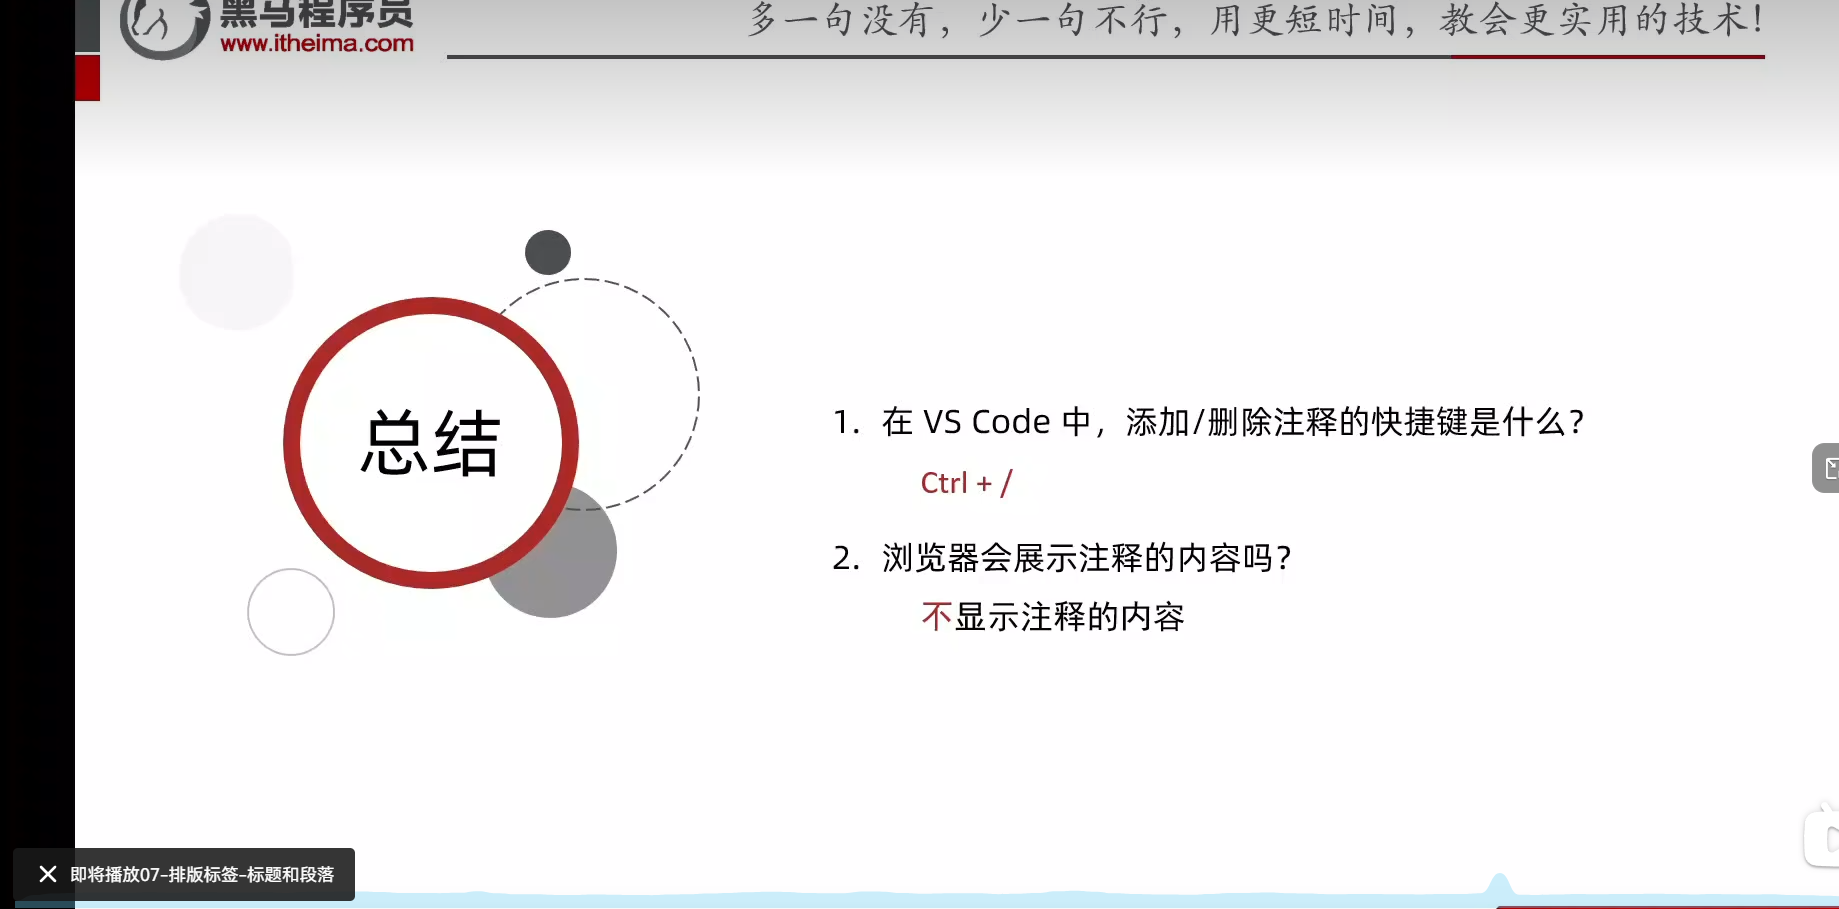 黑马程序员
www.itheima.com
多一句没有，少一句不行，用更短时间，教会更实用的技术！
总结
1. 在 VS Code 中，添加/删除注释的快捷键是什么？
Ctrl + /
2. 浏览器会展示注释的内容吗？
不显示注释的内容
即将播放07-排版标签-标题和段落